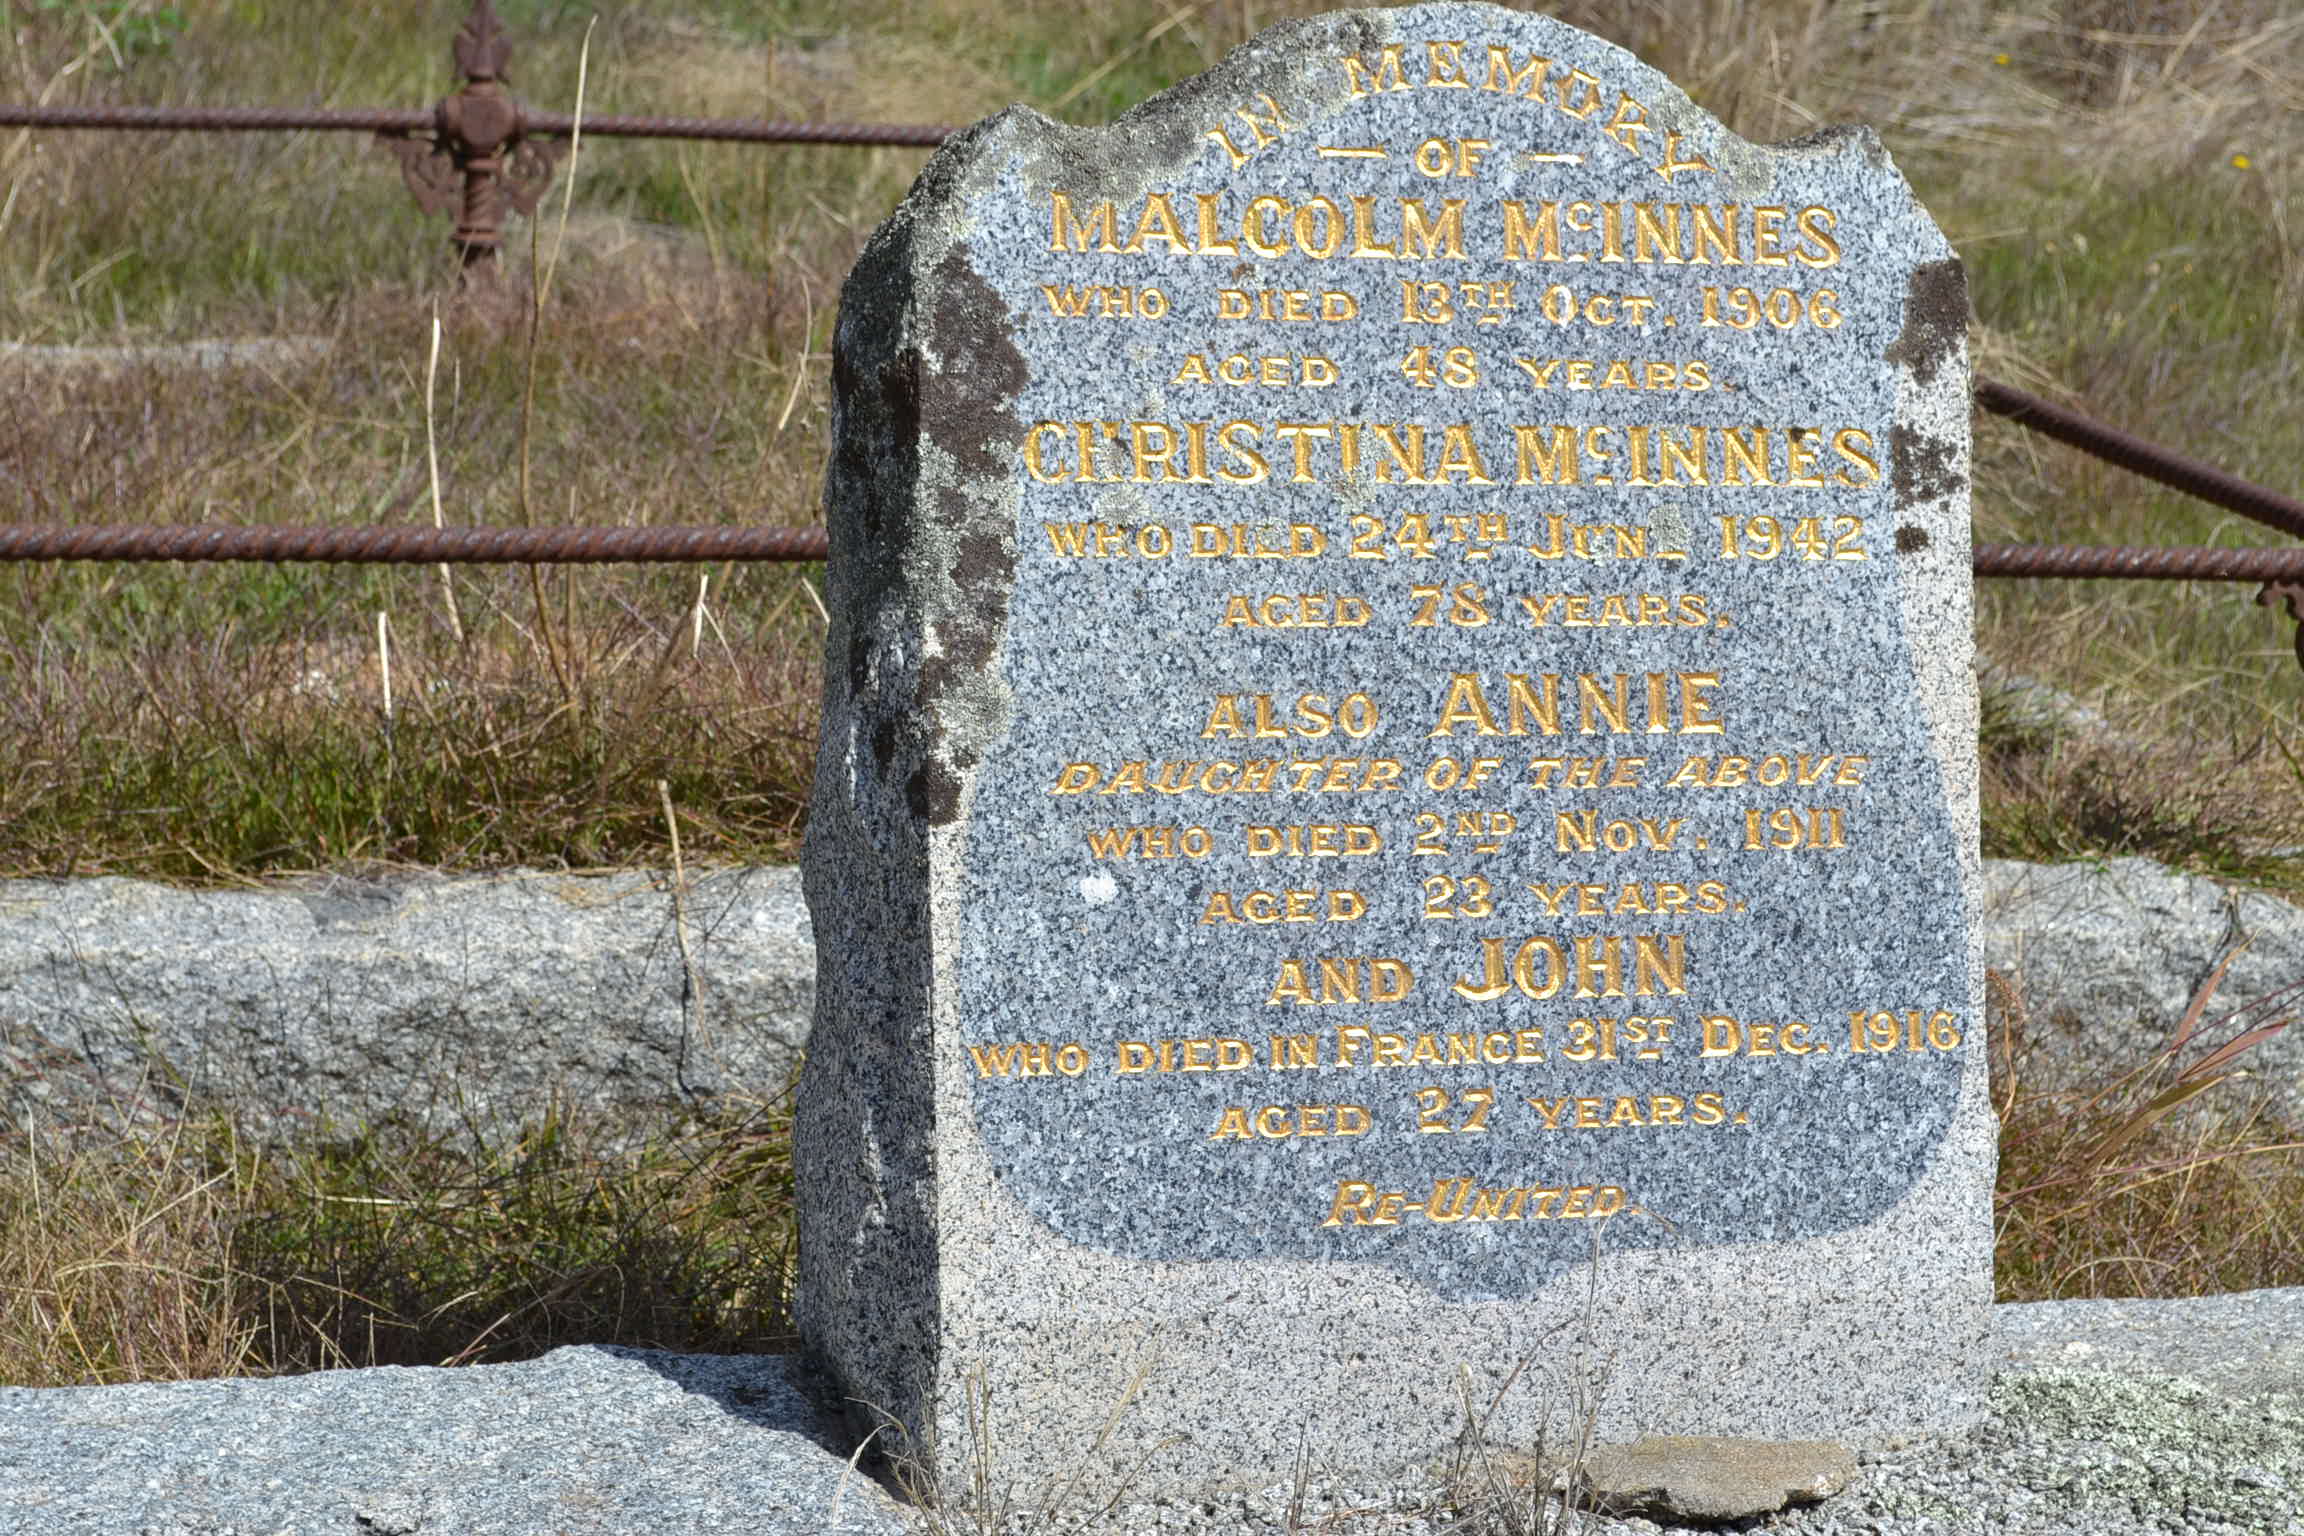 IN MEMORY
— OF —
MALCOLM McINNES
WHO DIED 13TH OCT. 1906
AGED 48 YEARS.
CHRISTINA McINNES
WHO DIED 24TH JUNE 1942
AGED 78 YEARS.
ALSO ANNIE
DAUGHTER OF THE ABOVE
WHO DIED 2ND NOV. 1911
AGED 23 YEARS.
AND JOHN
WHO DIED IN FRANCE 31ST DEC. 1916
AGED 27 YEARS.
RE-UNITED.